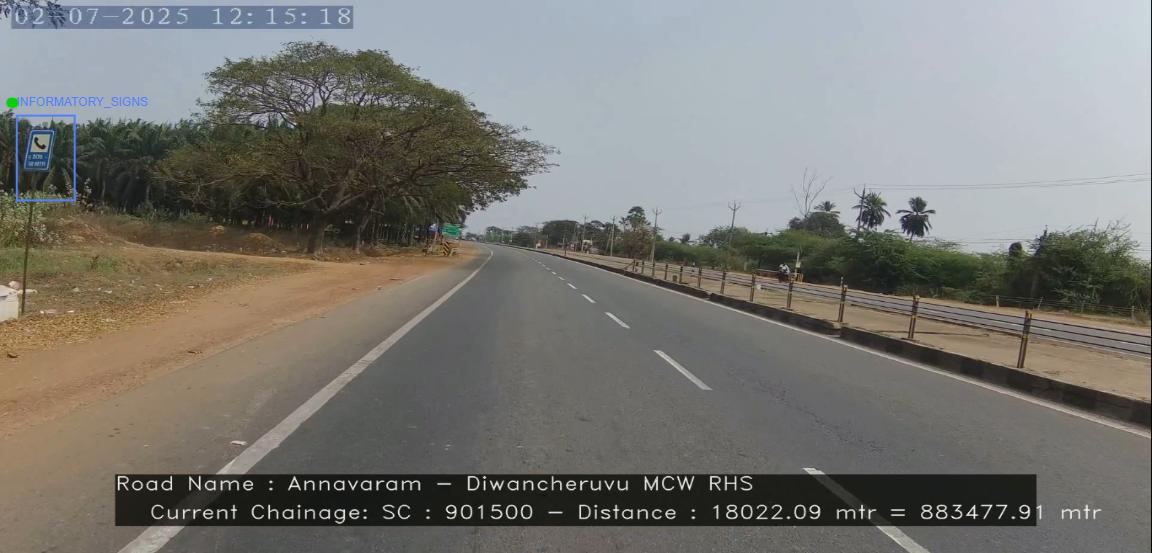 02-07-2025 12:15:18
INFORMATORY_SIGNS
Road Name : Annavaram - Diwancheruvu MCW RHS
Current Chainage: SC : 901500 - Distance : 18022.09 mtr = 883477.91 mtr